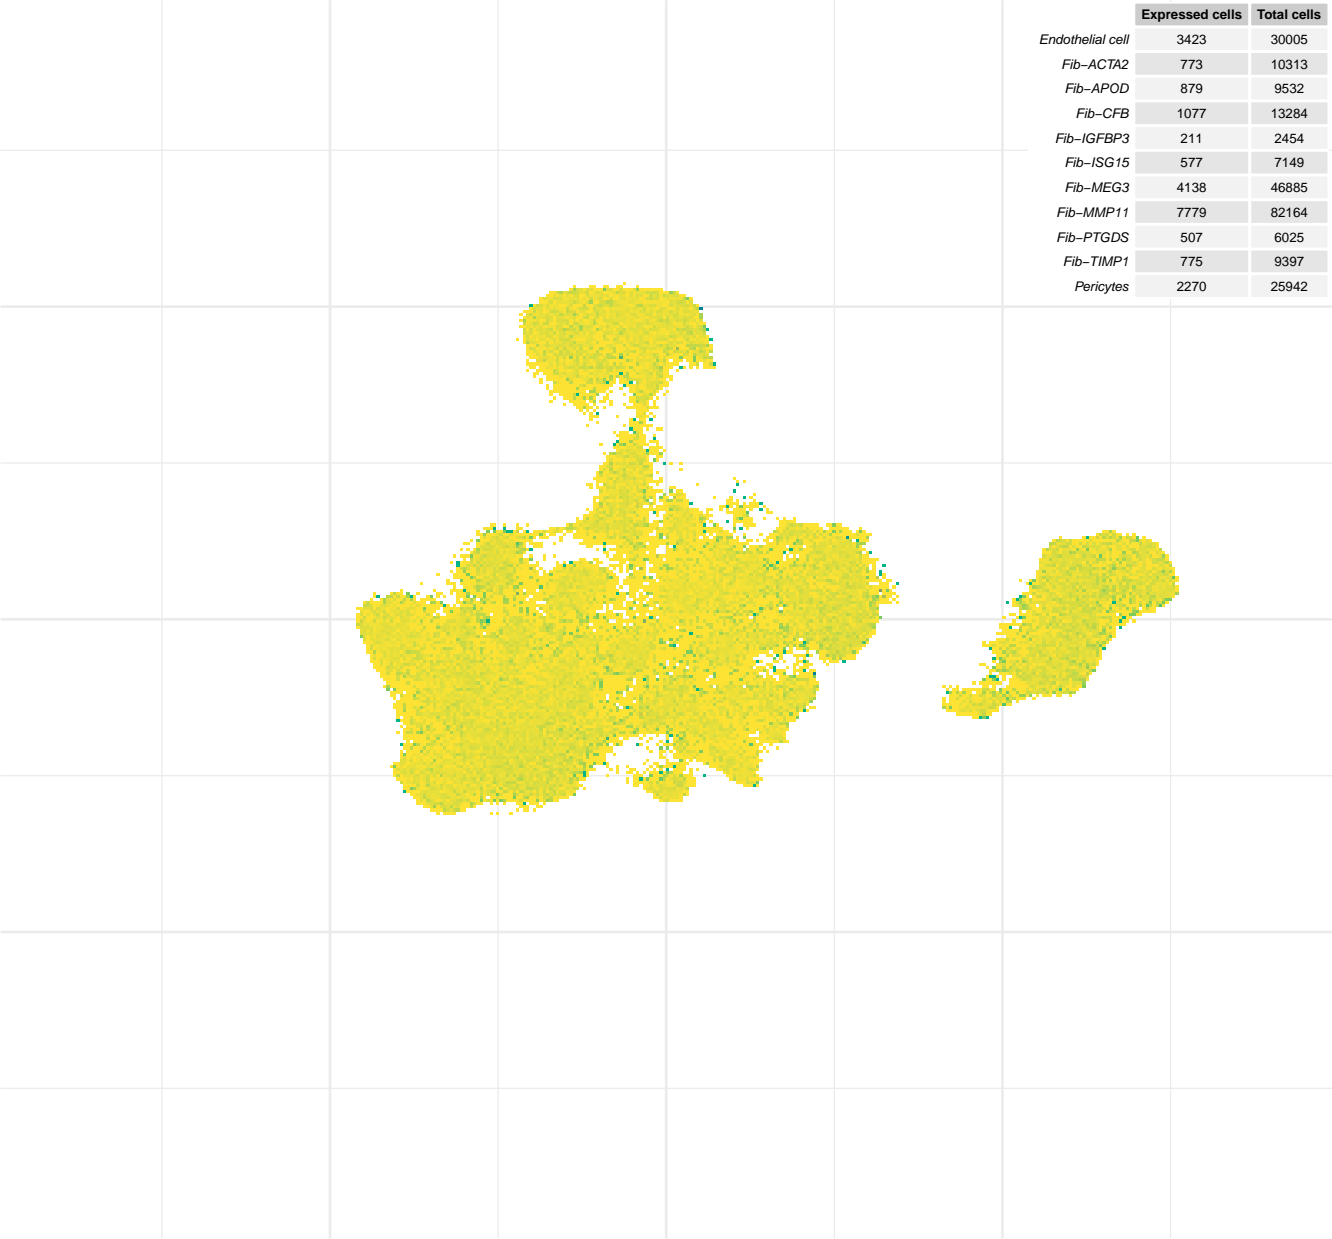 Expressed cells Total cells
Endothelial cell 3423 30005
Fib−ACTA2 773 10313
Fib−APOD 879 9532
Fib−CFB 1077 13284
Fib−IGFBP3 211 2454
Fib−ISG15 577 7149
Fib−MEG3 4138 46885
Fib−MMP11 7779 82164
Fib−PTGDS 507 6025
Fib−TIMP1 775 9397
Pericytes 2270 25942